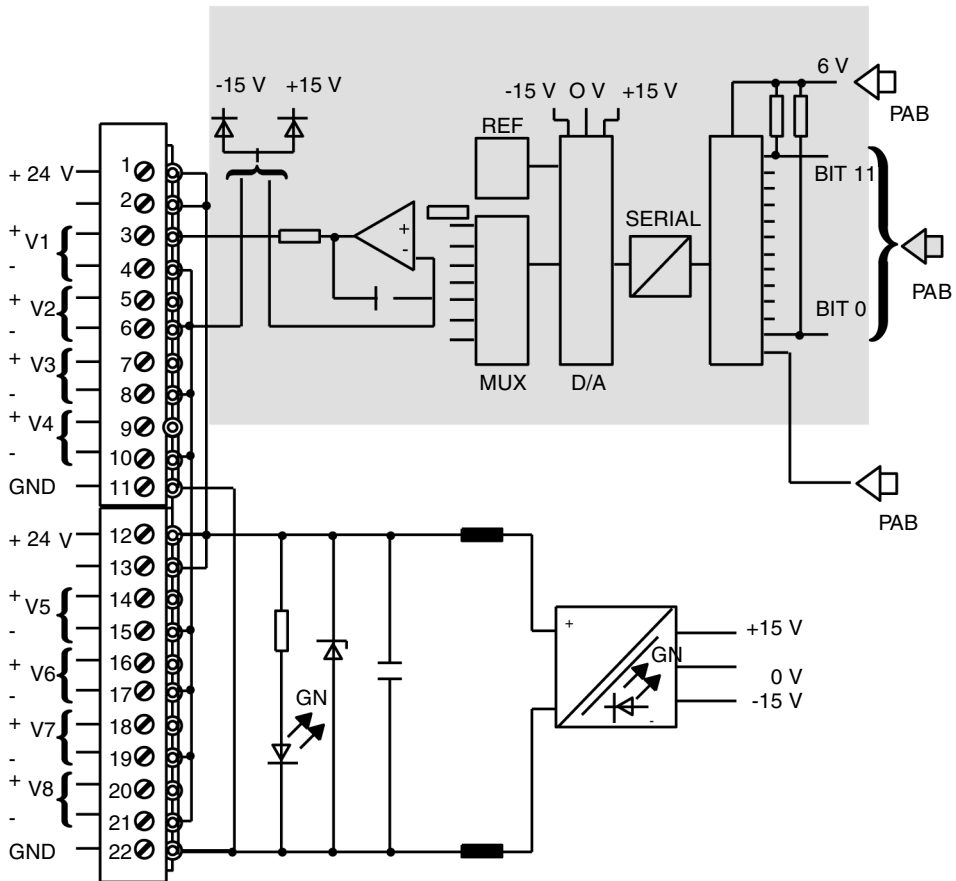 -15 V +15 V
-15 V O V +15 V
6 V
PAB
REF
BIT 11
SERIAL
PAB
BIT 0
MUX D/A
PAB
+ 24 V 1
2
+ V1 3
- 4
+ V2 5
- 6
+ V3 7
- 8
+ V4 9
- 10
GND 11
+ 24 V 12
13
+ V5 14
- 15
+ V6 16
- 17
+ V7 18
- 19
+ V8 20
- 21
GND 22
+ -
GN
+ -
GN
+15 V
0 V
-15 V